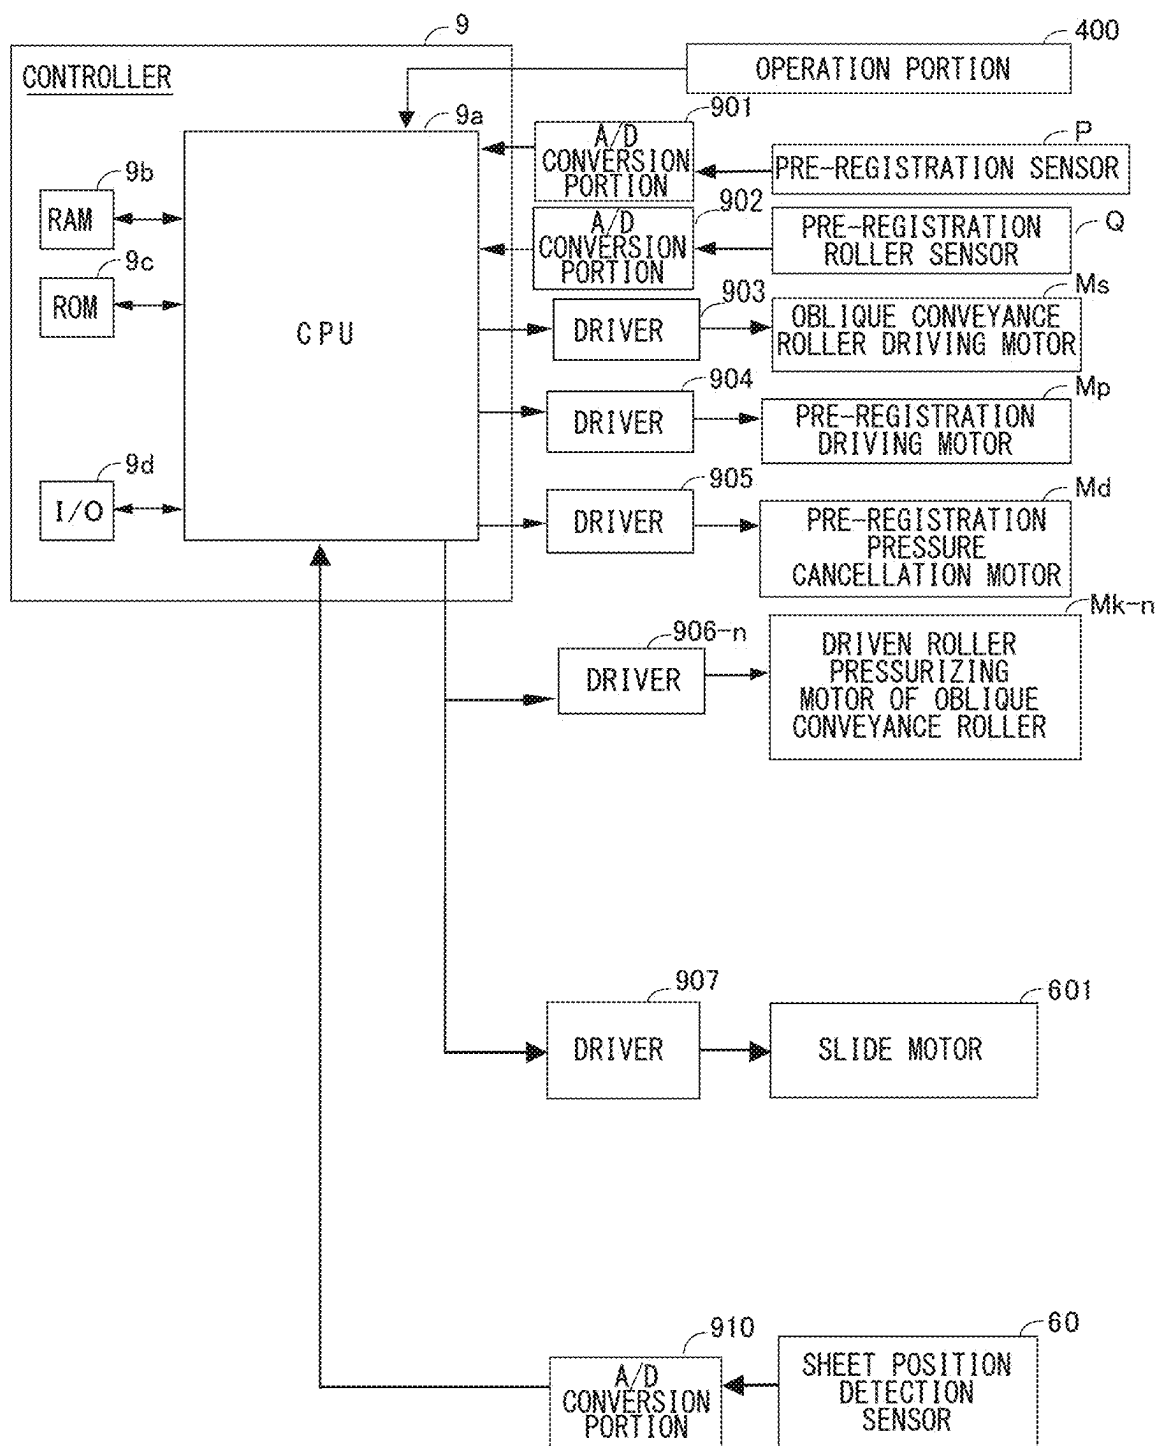 9
400
CONTROLLER
OPERATION PORTION
9a
901
P
A/D
CONVERSION
PORTION
PRE-REGISTRATION SENSOR
9b
RAM
902
Q
A/D
CONVERSION
PORTION
PRE-REGISTRATION
ROLLER SENSOR
9c
ROM
CPU
903
Ms
DRIVER
OBLIQUE CONVEYANCE
ROLLER DRIVING MOTOR
904
Mp
DRIVER
PRE-REGISTRATION
DRIVING MOTOR
9d
I/O
905
Md
DRIVER
PRE-REGISTRATION
PRESSURE
CANCELLATION MOTOR
906-n
Mk-n
DRIVER
DRIVEN ROLLER
PRESSURIZING
MOTOR OF OBLIQUE
CONVEYANCE ROLLER
907
601
DRIVER
SLIDE MOTOR
910
60
A/D
CONVERSION
PORTION
SHEET POSITION
DETECTION
SENSOR